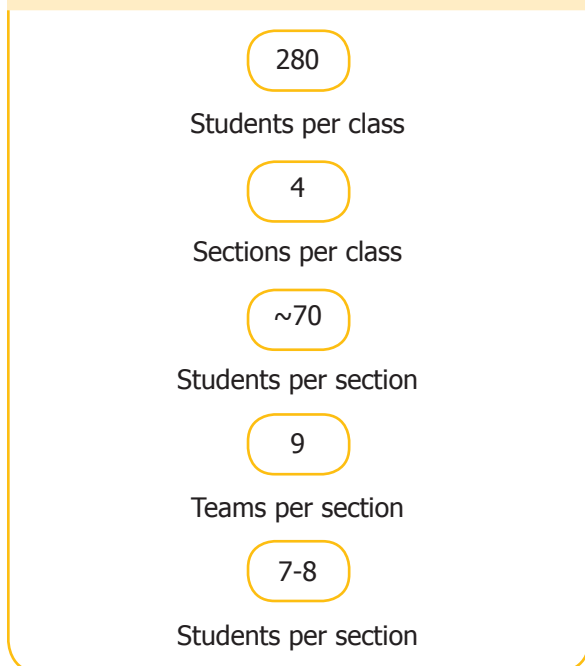 280
Students per class
4
Sections per class
~70
Students per section
9
Teams per section
7-8
Students per section